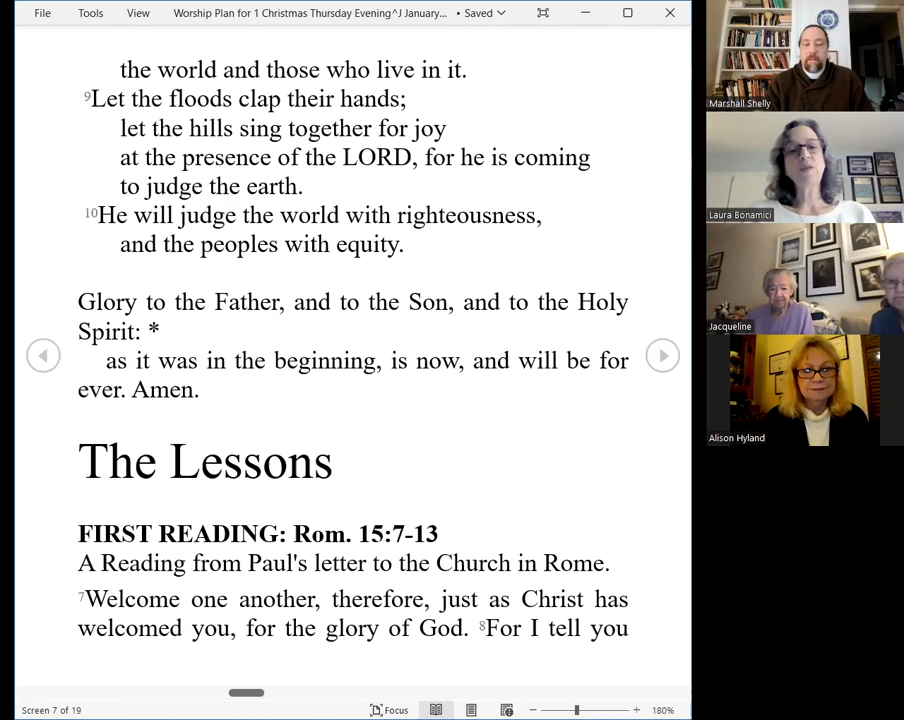 File Tools View Worship Plan for 1 Christmas Thursday Evening^J January... • Saved
the world and those who live in it.
9Let the floods clap their hands;
let the hills sing together for joy
at the presence of the LORD, for he is coming
to judge the earth.
10He will judge the world with righteousness,
and the peoples with equity.
Glory to the Father, and to the Son, and to the Holy
Spirit: *
as it was in the beginning, is now, and will be for
ever. Amen.
The Lessons
FIRST READING: Rom. 15:7-13
A Reading from Paul's letter to the Church in Rome.
7Welcome one another, therefore, just as Christ has
welcomed you, for the glory of God. 8For I tell you
Screen 7 of 19 Focus 180%
Marshall Shelly
Laura Bonamici
Jacqueline
Alison Hyland